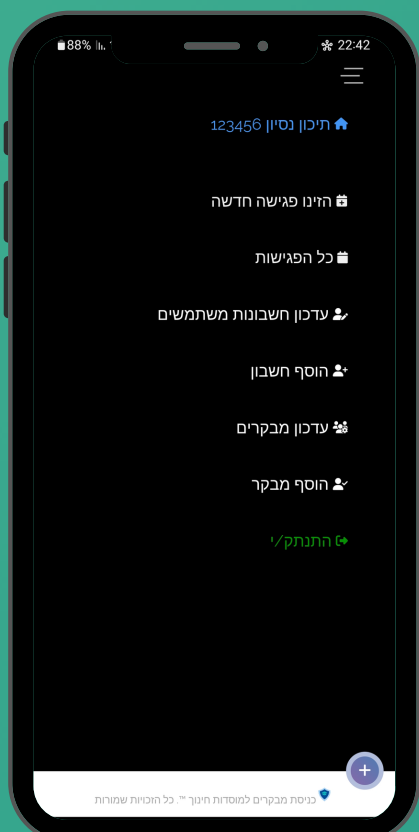 88%
22:42
תיכון נסיון 123456
הזינו פגישה חדשה
כל הפגישות
עדכון חשבונות משתמשים
הוסף חשבון
עדכון מבקרים
הוסף מבקר
התנתק/י
+
כניסת מבקרים למוסדות חינוך ™. כל הזכויות שמורות